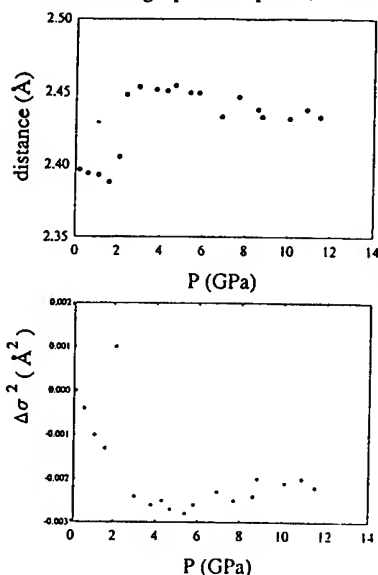 2.50
2.45
2.40
2.35
distance (Å)
0 2 4 6 8 10 12 14
P (GPa)
0.002
0.001
0.000
-0.001
-0.002
-0.003
Δσ² (Å²)
0 2 4 6 8 10 12 14
P (GPa)